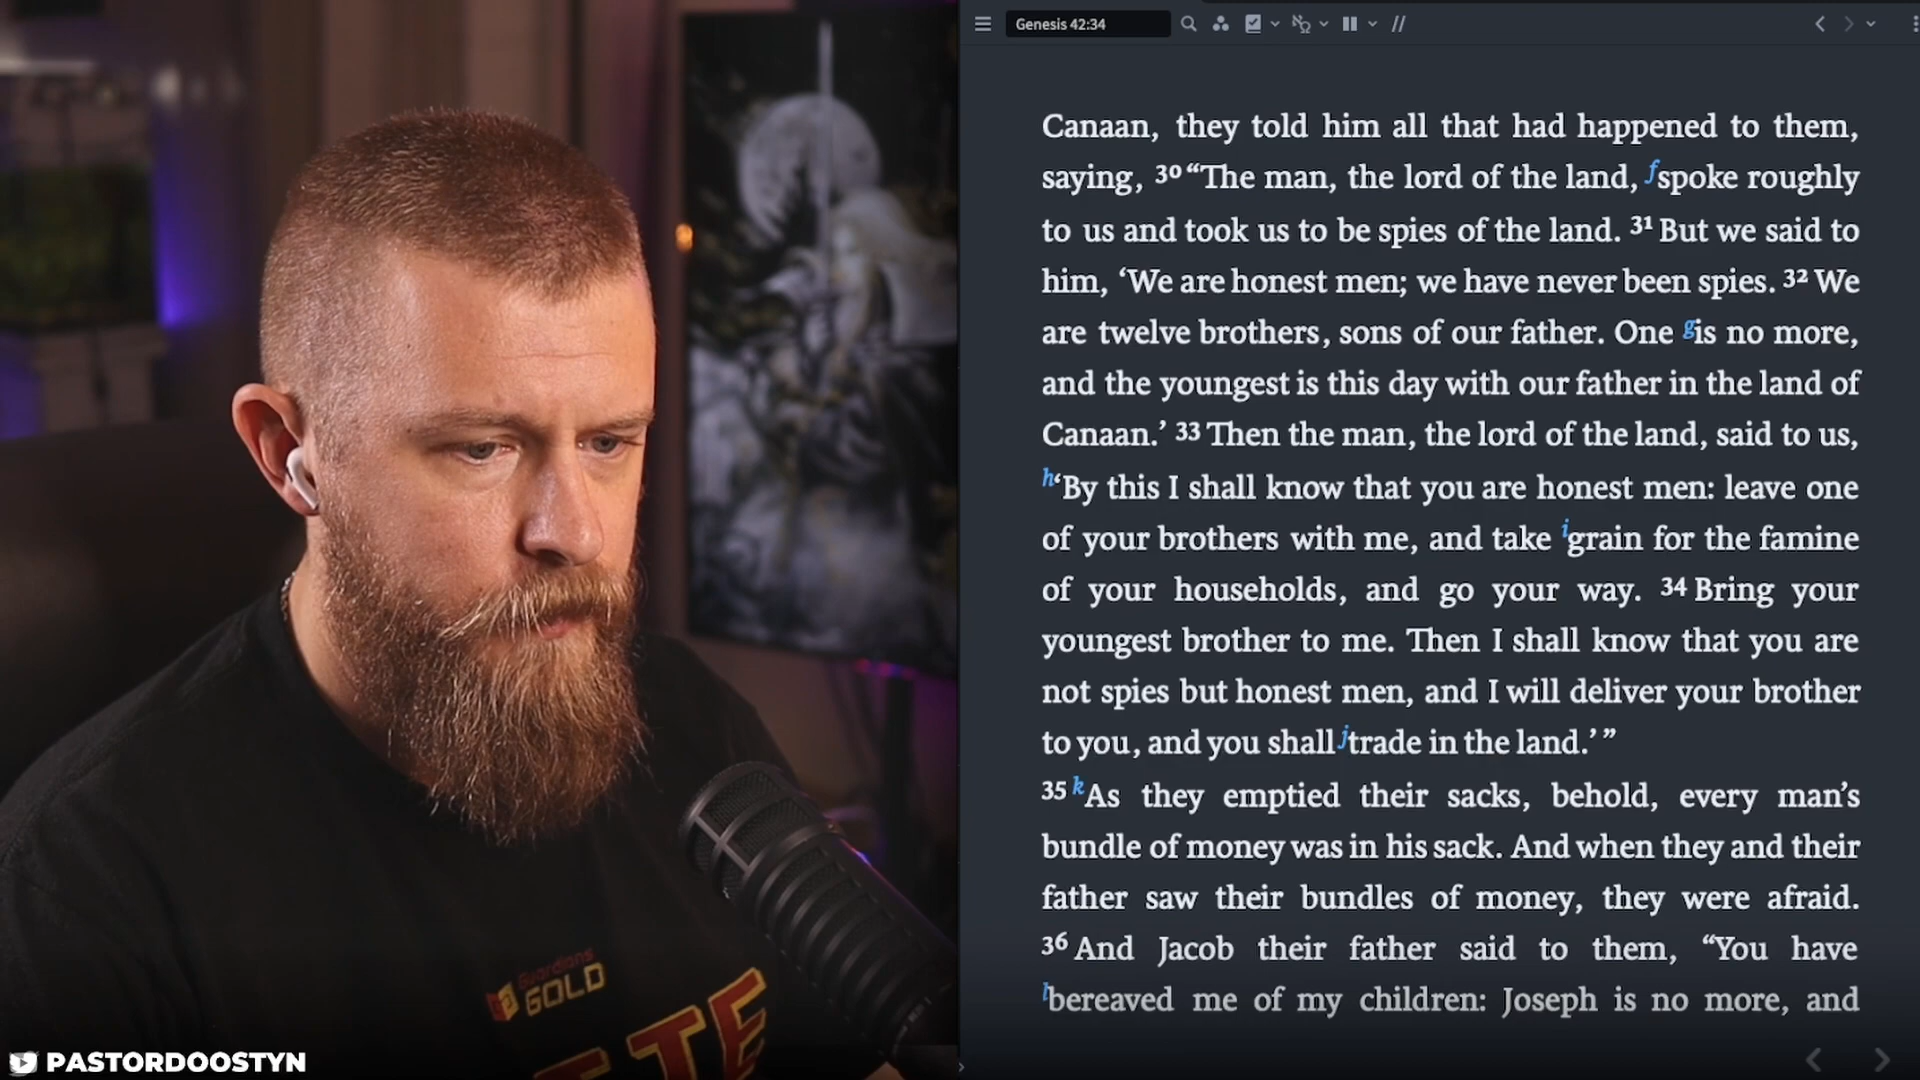 Genesis 42:34
Canaan, they told him all that had happened to them,
saying, 30 “The man, the lord of the land, f spoke roughly
to us and took us to be spies of the land. 31 But we said to
him, ‘We are honest men; we have never been spies. 32 We
are twelve brothers, sons of our father. One g is no more,
and the youngest is this day with our father in the land of
Canaan.’ 33 Then the man, the lord of the land, said to us,
h ‘By this I shall know that you are honest men: leave one
of your brothers with me, and take i grain for the famine
of your households, and go your way. 34 Bring your
youngest brother to me. Then I shall know that you are
not spies but honest men, and I will deliver your brother
to you, and you shall j trade in the land.’ ”
35 k As they emptied their sacks, behold, every man’s
bundle of money was in his sack. And when they and their
father saw their bundles of money, they were afraid.
36 And Jacob their father said to them, “You have
l bereaved me of my children: Joseph is no more, and
Guardians
GOLD
PASTORDOOSTYN